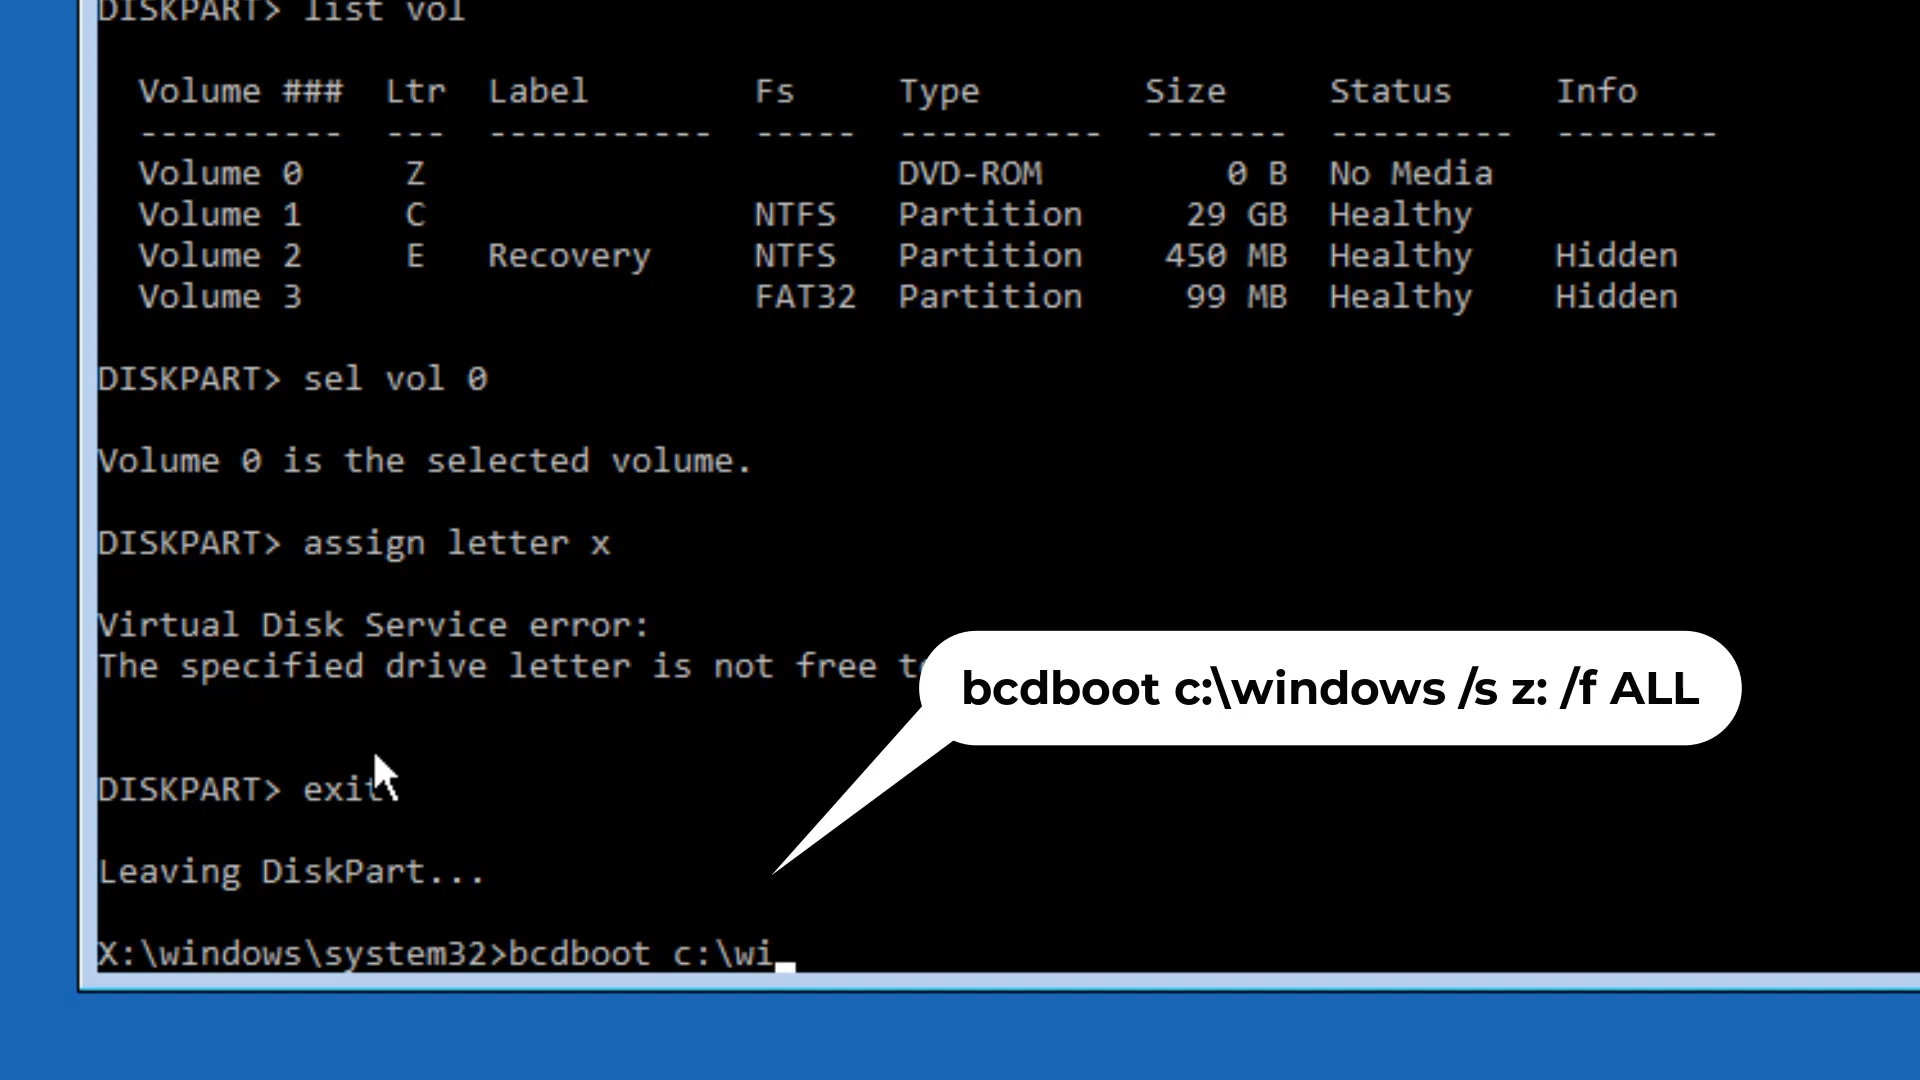 DISKPART> list vol
Volume ### Ltr Label Fs Type Size Status Info
---------- --- ----------- ----- ---------- ------- --------- --------
Volume 0 Z DVD-ROM 0 B No Media
Volume 1 C NTFS Partition 29 GB Healthy
Volume 2 E Recovery NTFS Partition 450 MB Healthy Hidden
Volume 3 FAT32 Partition 99 MB Healthy Hidden
DISKPART> sel vol 0
Volume 0 is the selected volume.
DISKPART> assign letter x
Virtual Disk Service error:
The specified drive letter is not free
bcdboot c:\windows /s z: /f ALL
DISKPART> exit
Leaving DiskPart...
X:\windows\system32>bcdboot c:\wi